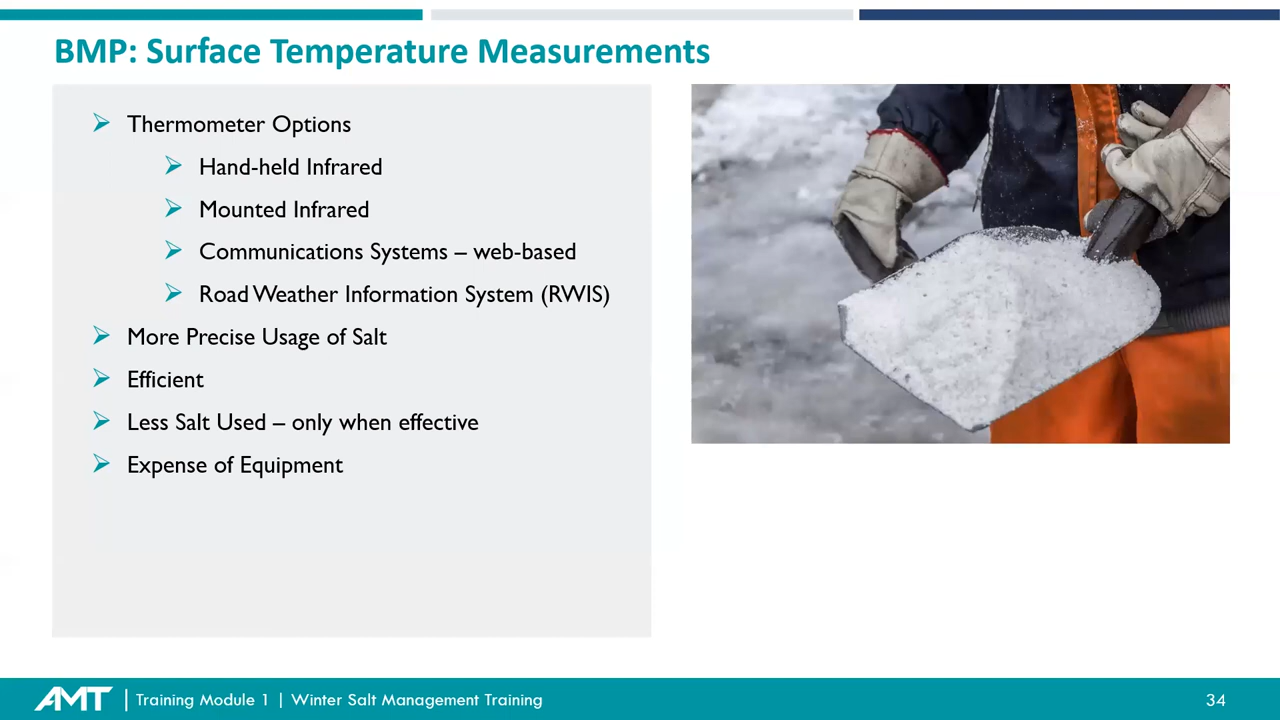 BMP: Surface Temperature Measurements
Thermometer Options
Hand-held Infrared
Mounted Infrared
Communications Systems – web-based
Road Weather Information System (RWIS)
More Precise Usage of Salt
Efficient
Less Salt Used – only when effective
Expense of Equipment
AMT | Training Module 1 | Winter Salt Management Training
34